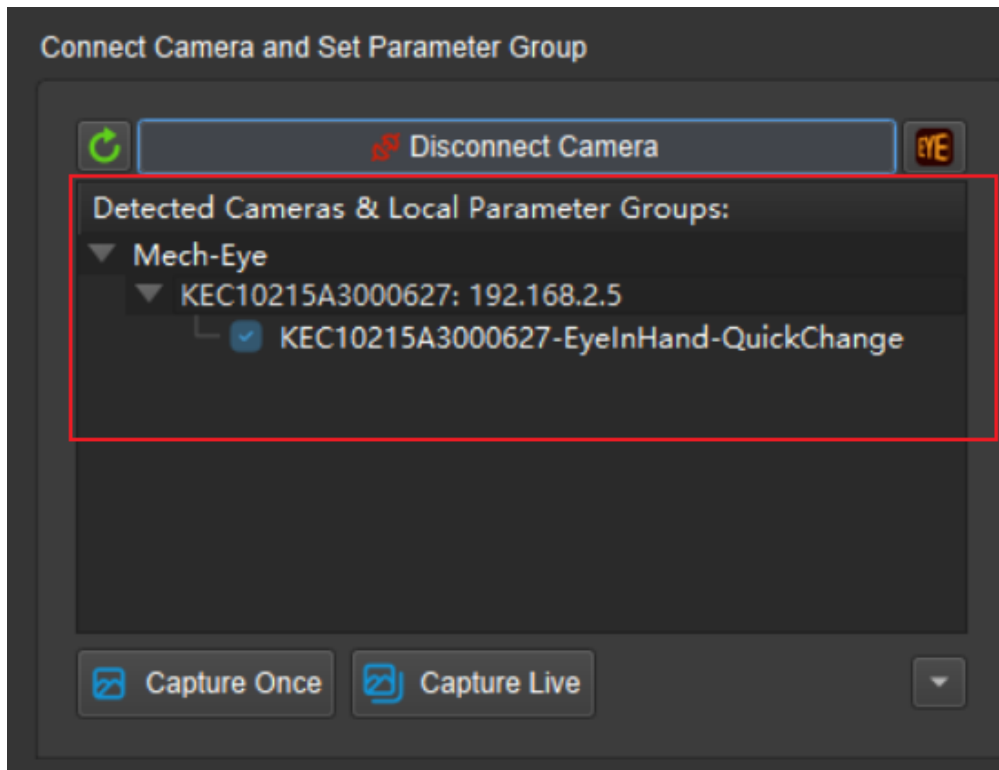 Connect Camera and Set Parameter Group
Disconnect Camera
EYE
Detected Cameras & Local Parameter Groups:
Mech-Eye
KEC10215A3000627: 192.168.2.5
KEC10215A3000627-EyeInHand-QuickChange
Capture Once
Capture Live